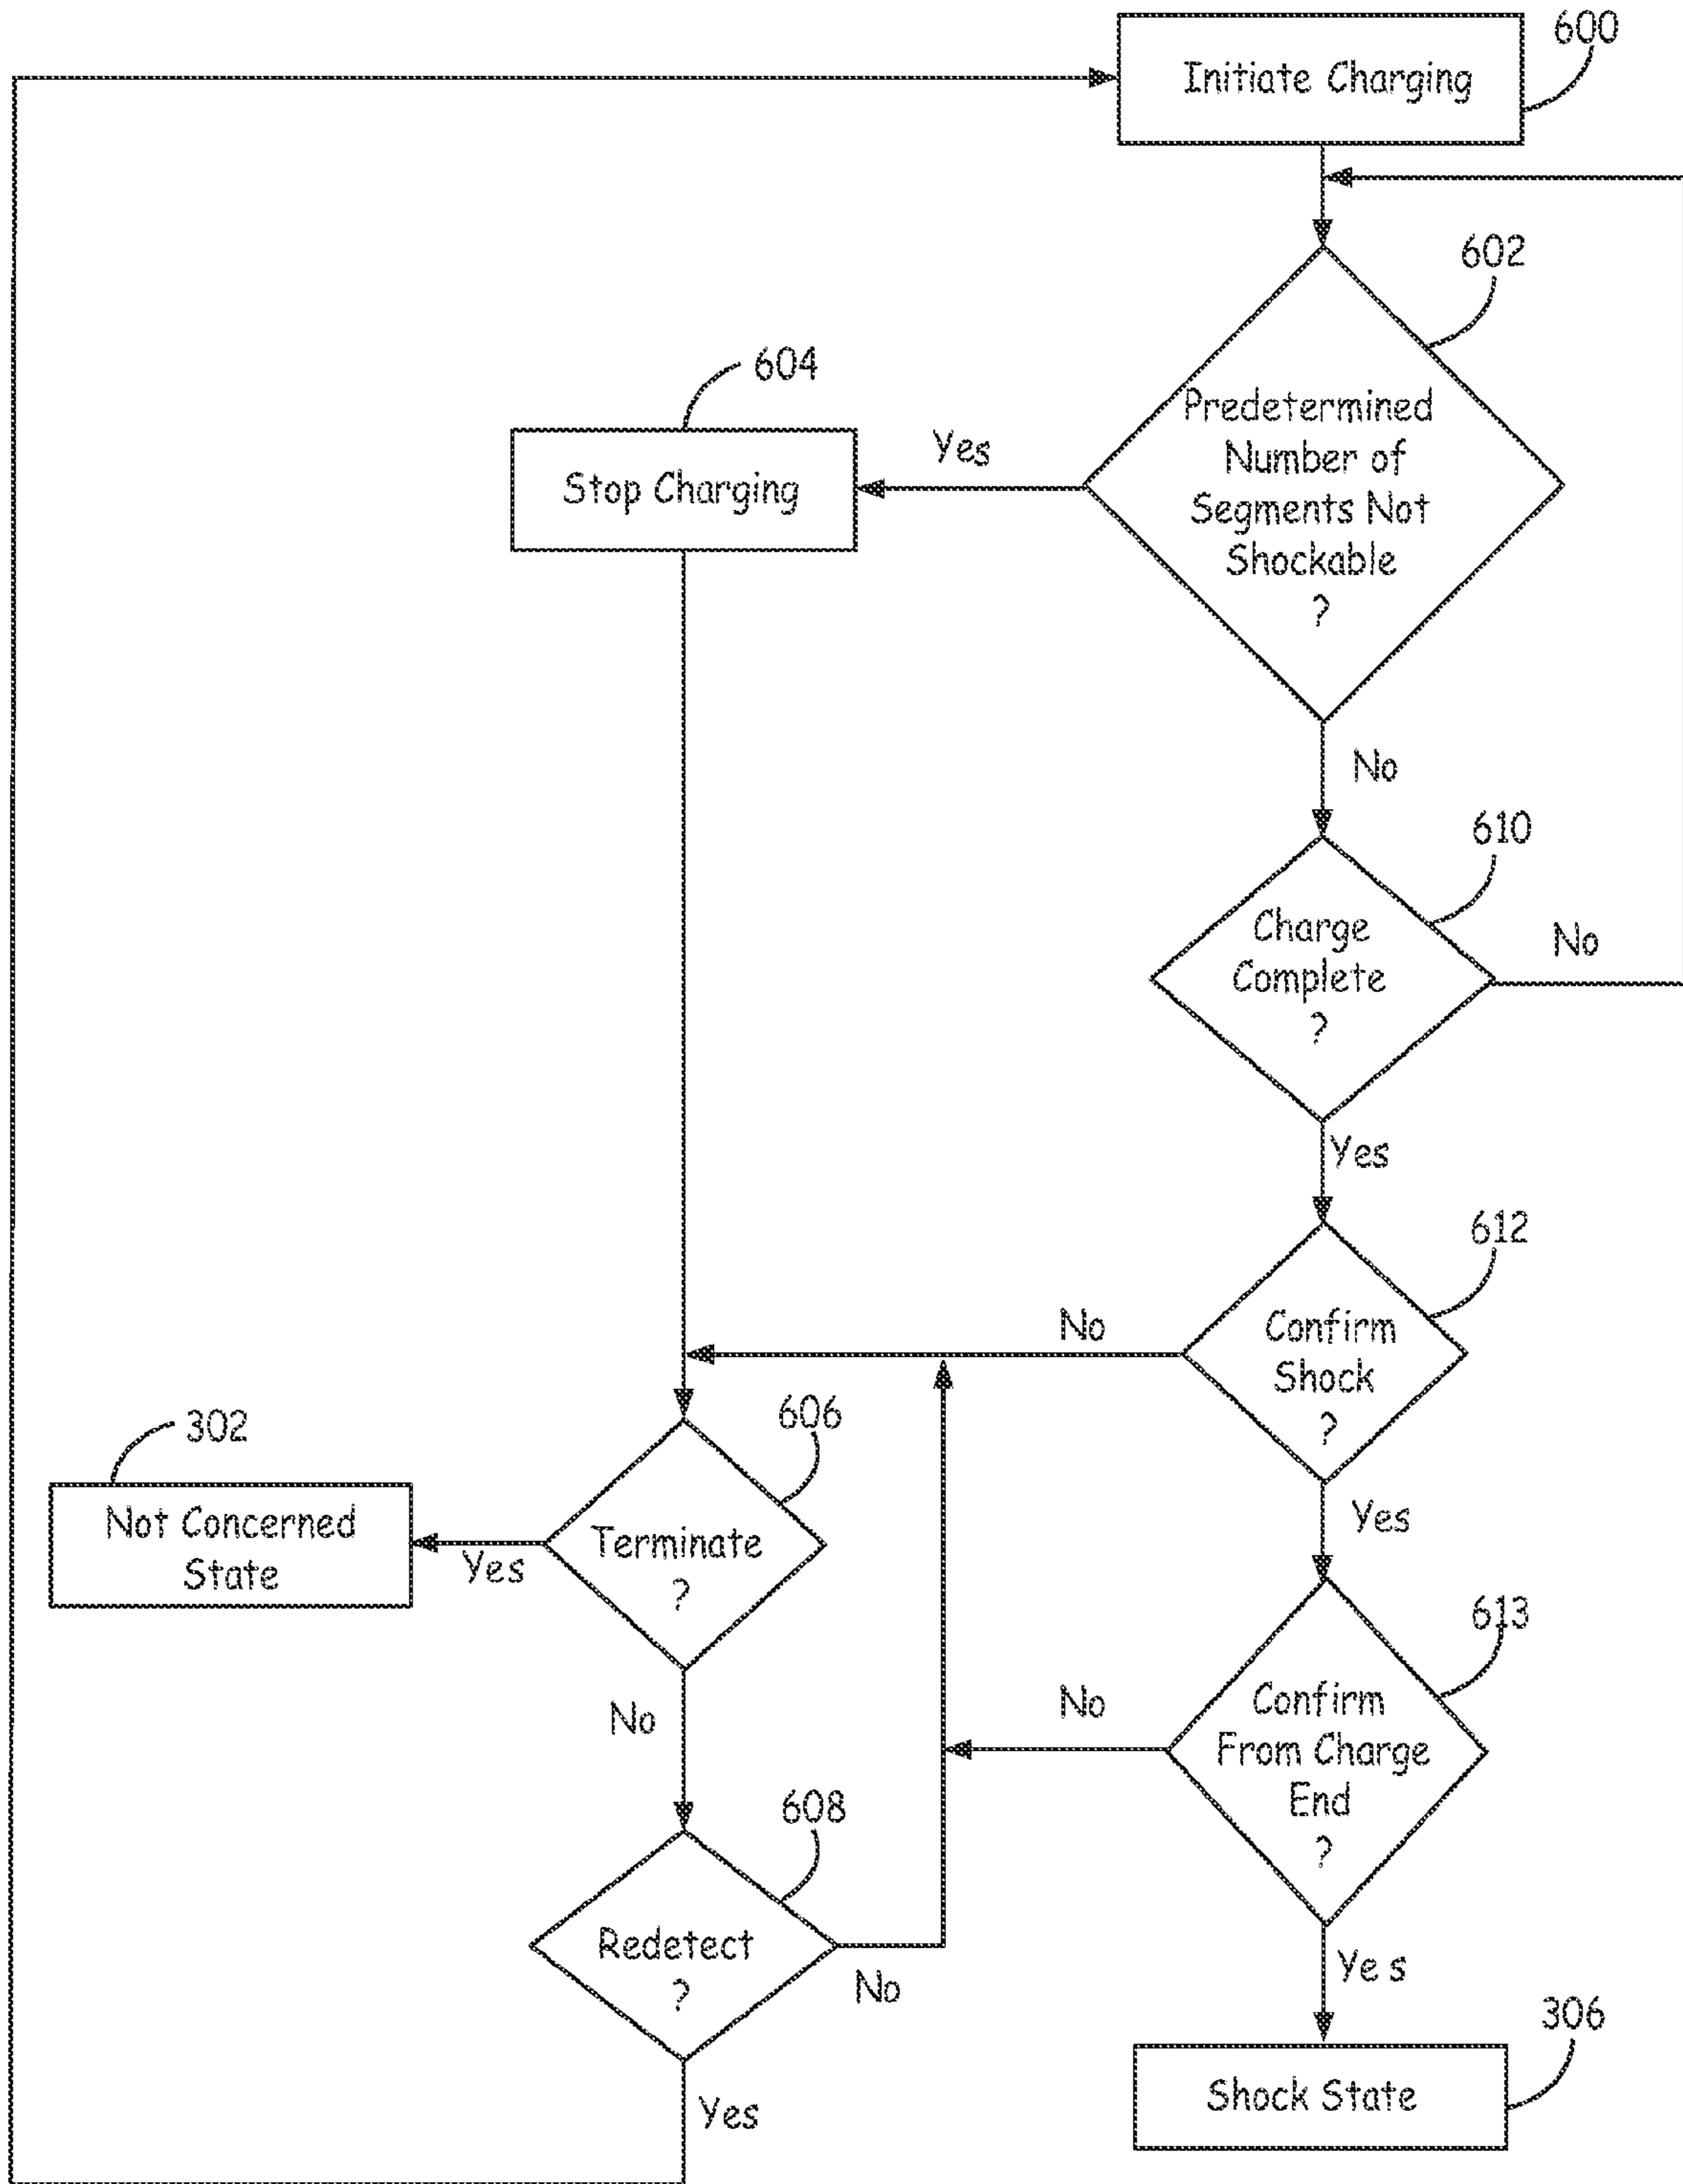 600
Initiate Charging
602
604
Predetermined
Number of
Segments Not
Shockable
?
Yes
Stop Charging
No
610
Charge
Complete
?
No
Yes
612
Confirm
Shock
?
No
606
302
Not Concerned
State
Yes
Terminate
?
Yes
613
No
No
Confirm
From Charge
End
?
608
Redetect
?
No
Ye s
306
Shock State
Yes